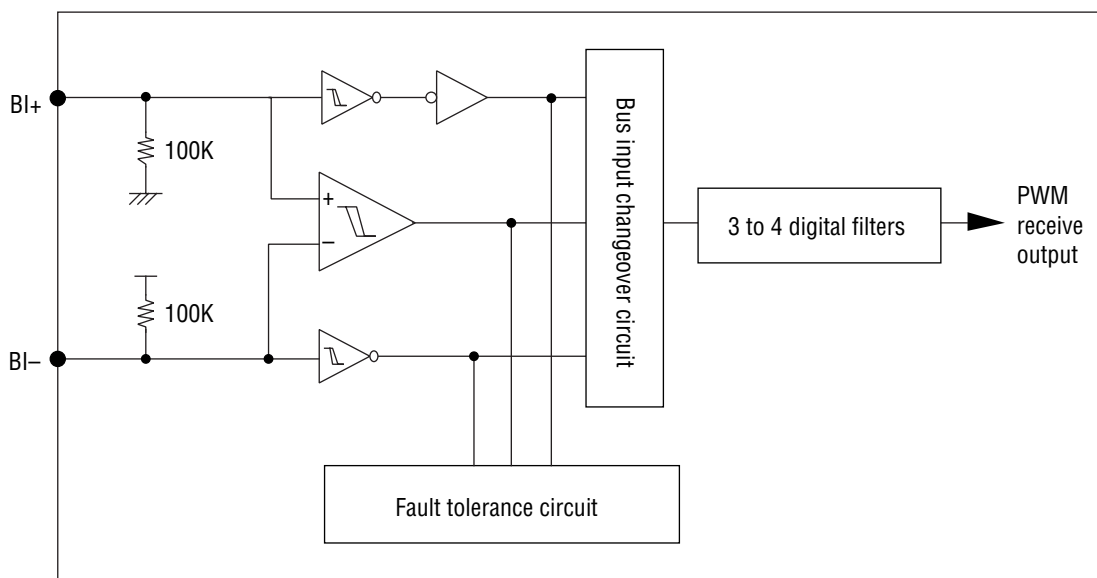 BI+
100K
+
−
100K
BI−
Bus input changeover circuit
3 to 4 digital filters
PWM
receive
output
Fault tolerance circuit